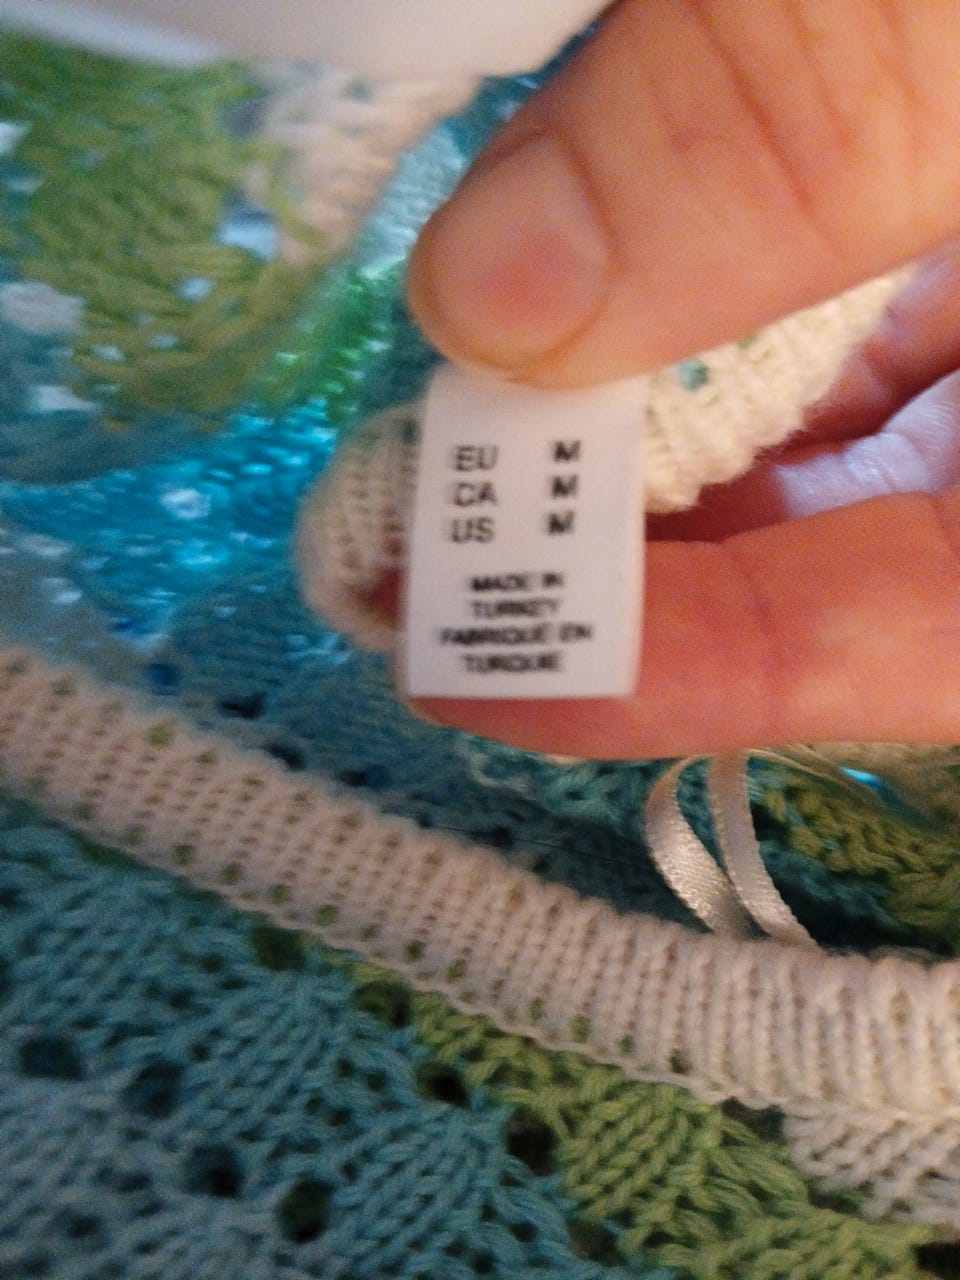 EU M
CA M
US M
MADE IN
TURKEY
FABRIQUÉ EN
TURQUIE